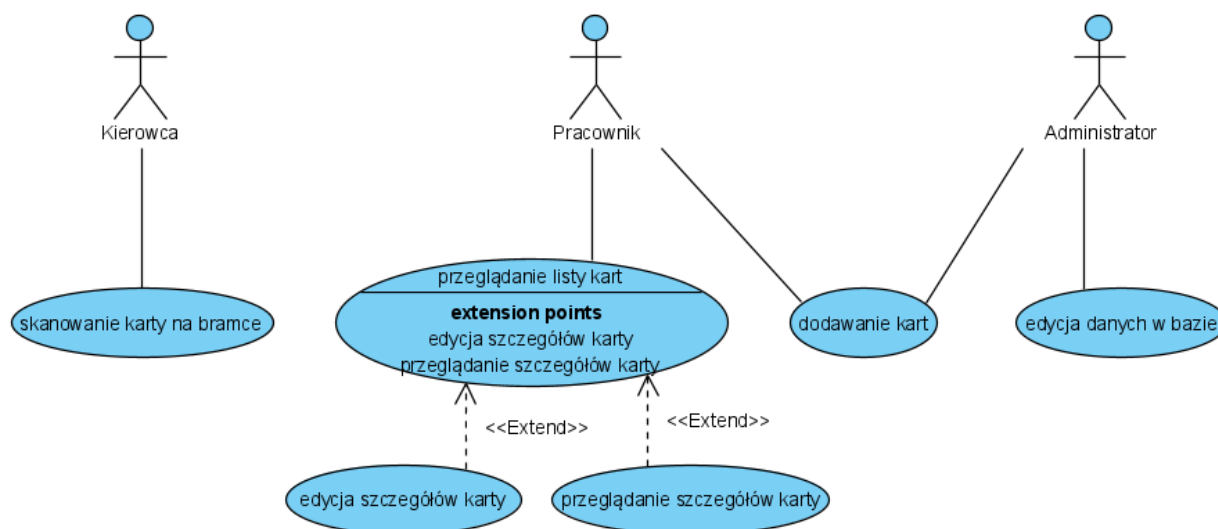 Kierowca
Pracownik
Administrator
przeglądanie listy kart
extension points
edycja szczegółów karty
przeglądanie szczegółów karty
skanowanie karty na bramce
dodawanie kart
edycja danych w bazie
<<Extend>>
<<Extend>>
edycja szczegółów karty
przeglądanie szczegółów karty